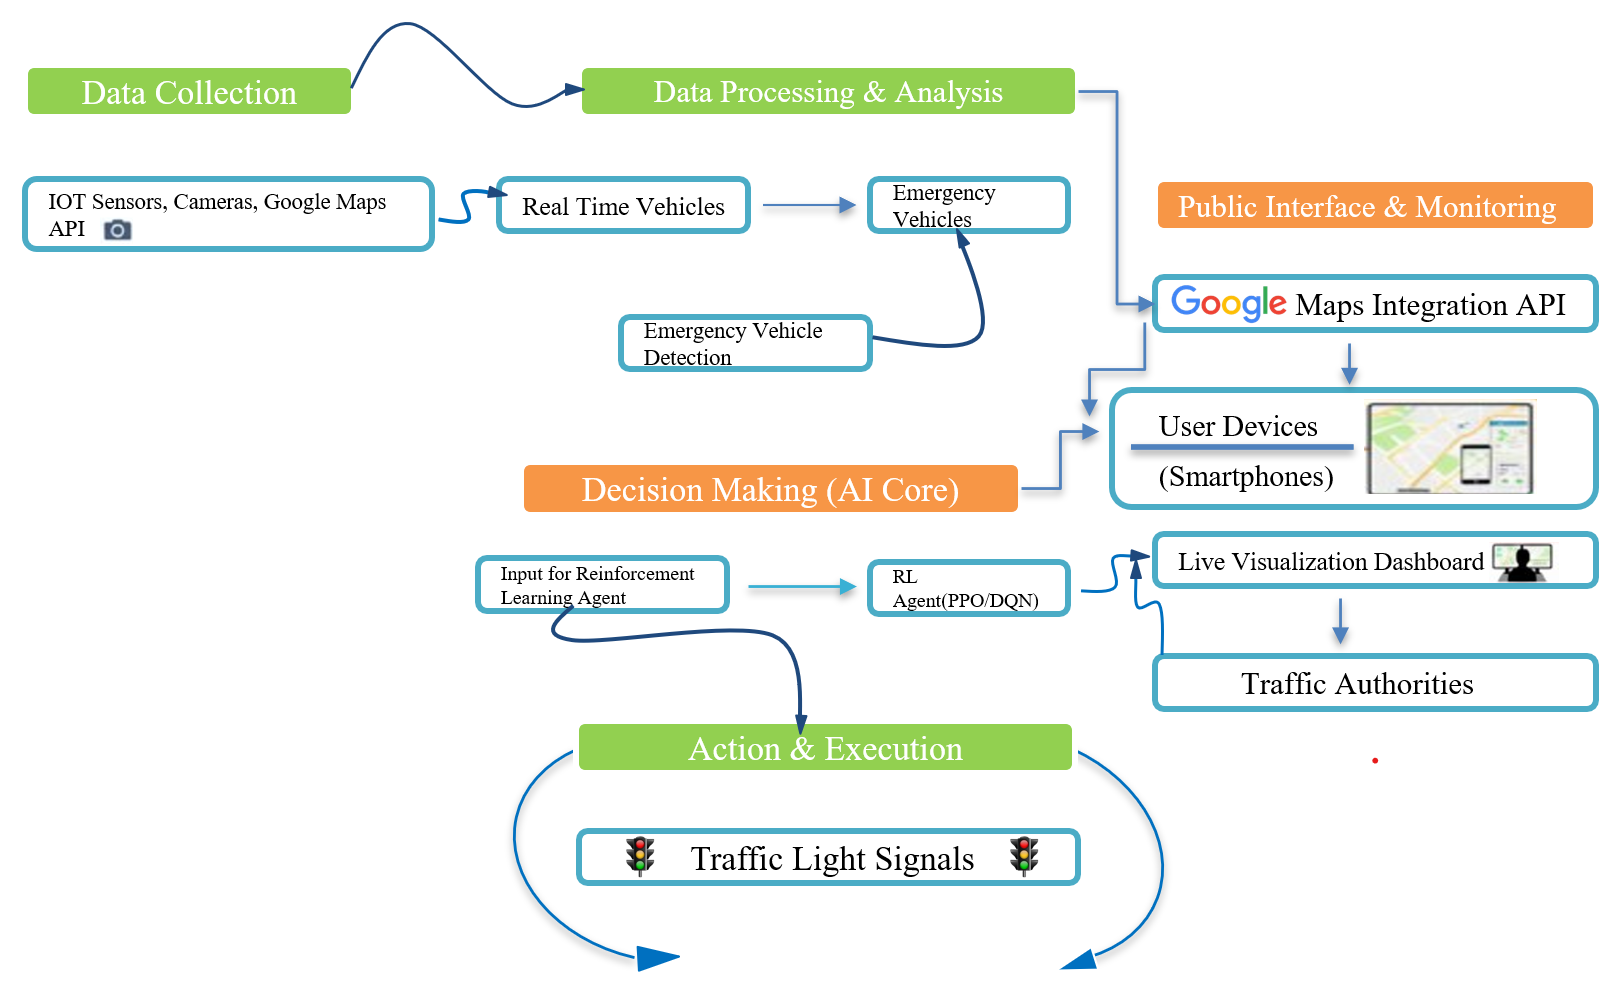 Data Collection
Data Processing & Analysis
IOT Sensors, Cameras, Google Maps
API
Real Time Vehicles
Emergency
Vehicles
Public Interface & Monitoring
Google Maps Integration API
Emergency Vehicle
Detection
User Devices
(Smartphones)
Decision Making (AI Core)
Input for Reinforcement
Learning Agent
RL
Agent(PPO/DQN)
Live Visualization Dashboard
Traffic Authorities
Action & Execution
Traffic Light Signals